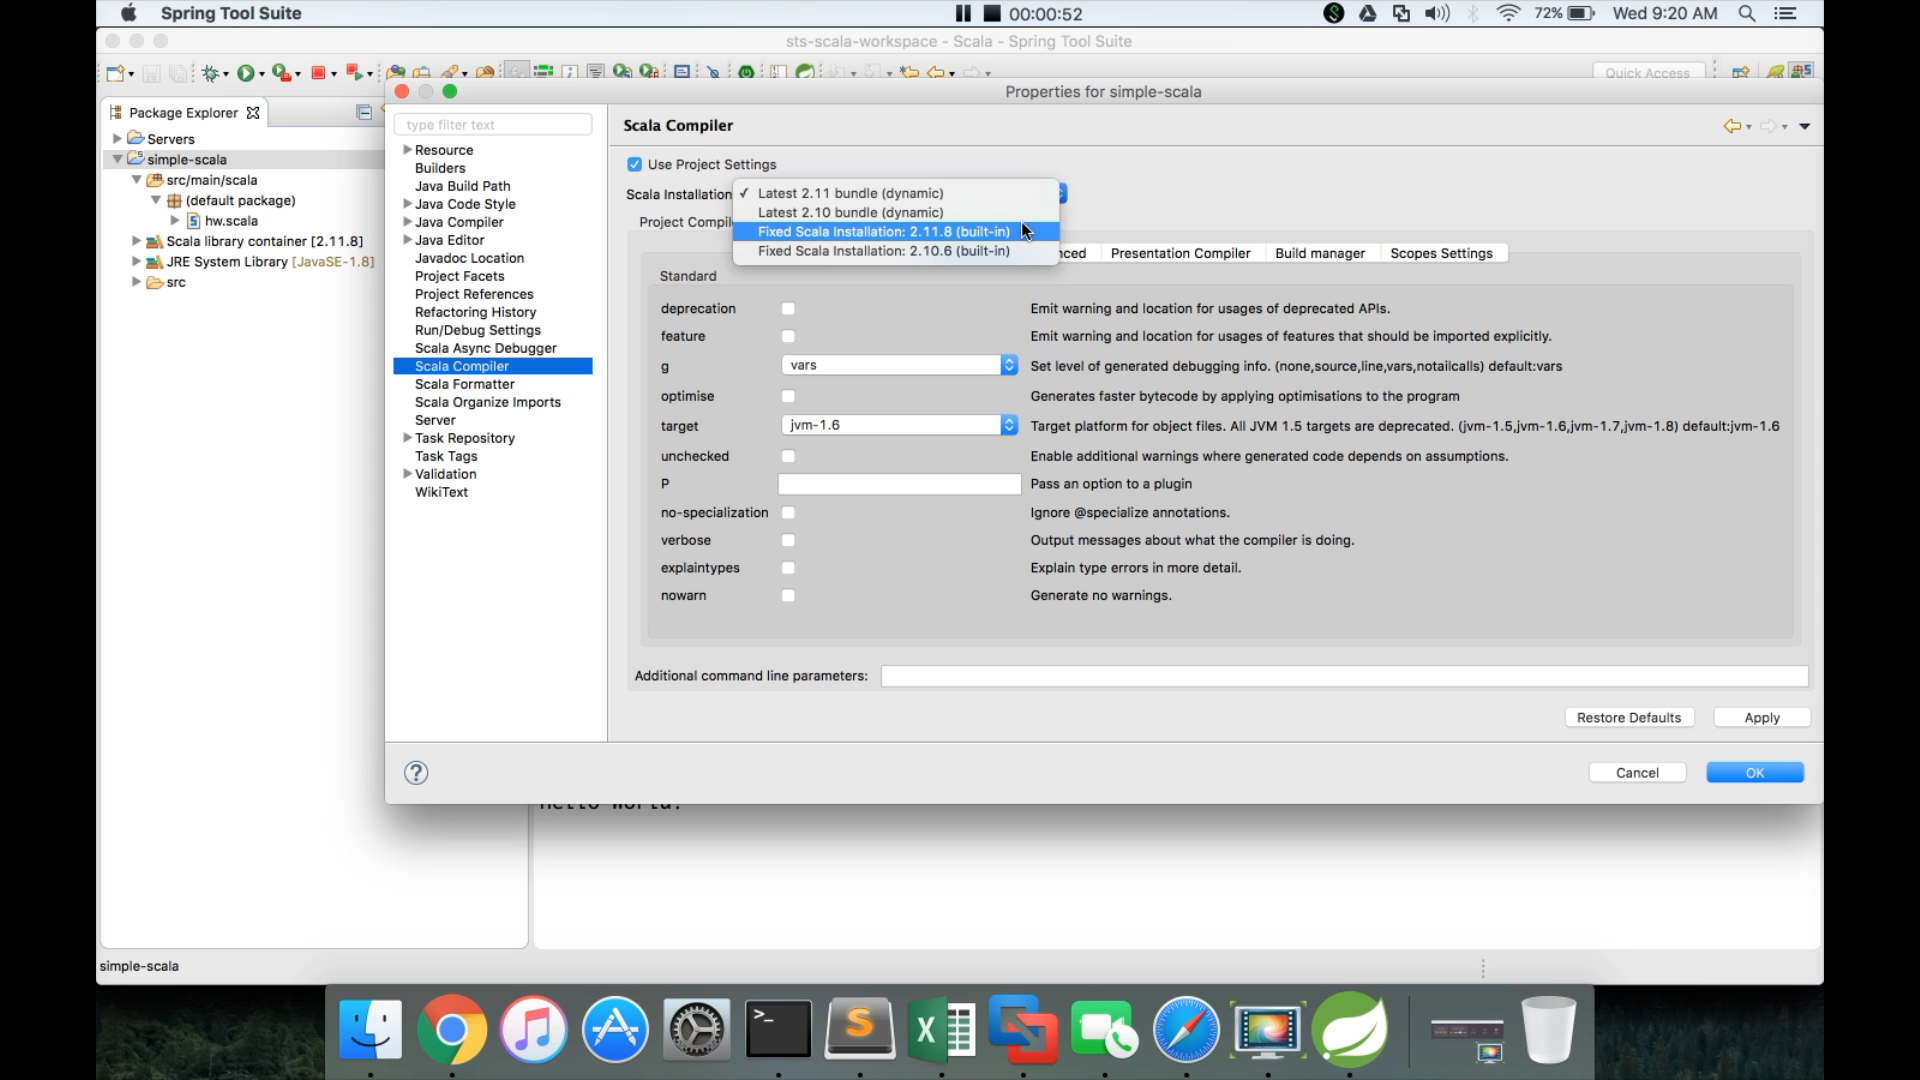 Spring Tool Suite
00:00:52
72%
Wed 9:20 AM
sts-scala-workspace - Scala - Spring Tool Suite
Quick Access
Properties for simple-scala
Package Explorer
Servers
simple-scala
src/main/scala
(default package)
hw.scala
Scala library container [2.11.8]
JRE System Library [JavaSE-1.8]
src
type filter text
Resource
Builders
Java Build Path
Java Code Style
Java Compiler
Java Editor
Javadoc Location
Project Facets
Project References
Refactoring History
Run/Debug Settings
Scala Async Debugger
Scala Compiler
Scala Formatter
Scala Organize Imports
Server
Task Repository
Task Tags
Validation
WikiText
Scala Compiler
Use Project Settings
Scala Installation
Latest 2.11 bundle (dynamic)
Latest 2.10 bundle (dynamic)
Fixed Scala Installation: 2.11.8 (built-in)
Fixed Scala Installation: 2.10.6 (built-in)
Presentation Compiler Build manager Scopes Settings
Standard
deprecation Emit warning and location for usages of deprecated APIs.
feature Emit warning and location for usages of features that should be imported explicitly.
g vars Set level of generated debugging info. (none,source,line,vars,notailcalls) default:vars
optimise Generates faster bytecode by applying optimisations to the program
target jvm-1.6 Target platform for object files. All JVM 1.5 targets are deprecated. (jvm-1.5,jvm-1.6,jvm-1.7,jvm-1.8) default:jvm-1.6
unchecked Enable additional warnings where generated code depends on assumptions.
P Pass an option to a plugin
no-specialization Ignore @specialize annotations.
verbose Output messages about what the compiler is doing.
explaintypes Explain type errors in more detail.
nowarn Generate no warnings.
Additional command line parameters:
Restore Defaults Apply
Cancel OK
simple-scala